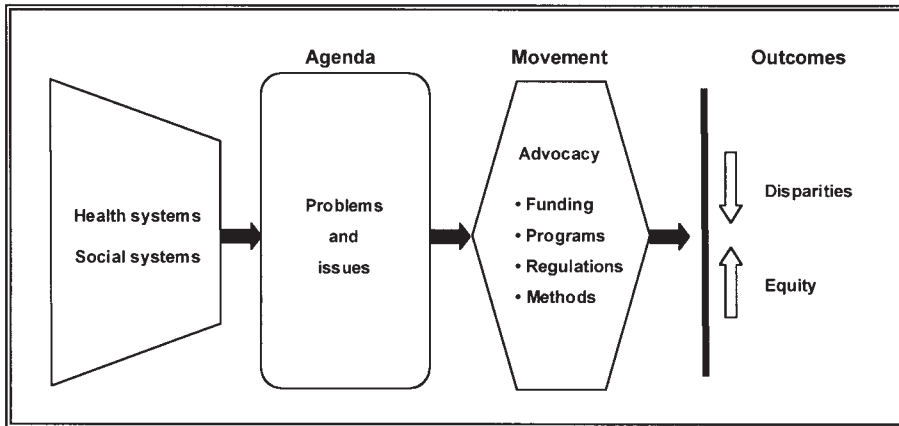 Agenda
Movement
Outcomes
Health systems
Social systems
Problems
and
issues
Advocacy
• Funding
• Programs
• Regulations
• Methods
Disparities
Equity